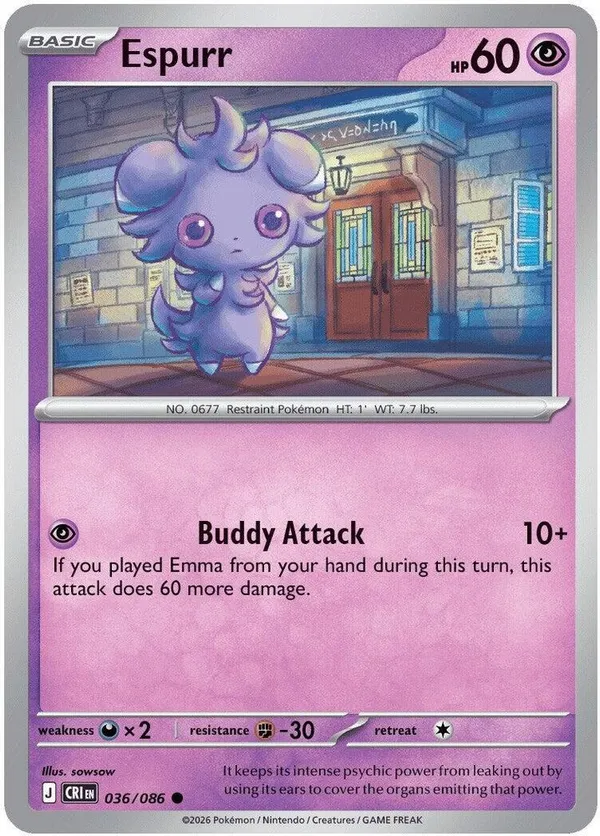 BASIC
Espurr
HP 60
NO. 0677 Restraint Pokémon HT: 1' WT: 7.7 lbs.
Buddy Attack 10+
If you played Emma from your hand during this turn, this
attack does 60 more damage.
weakness ×2 resistance -30 retreat
Illus. sowsow
J CRI EN 036/086
It keeps its intense psychic power from leaking out by
using its ears to cover the organs emitting that power.
©2026 Pokémon / Nintendo / Creatures / GAME FREAK